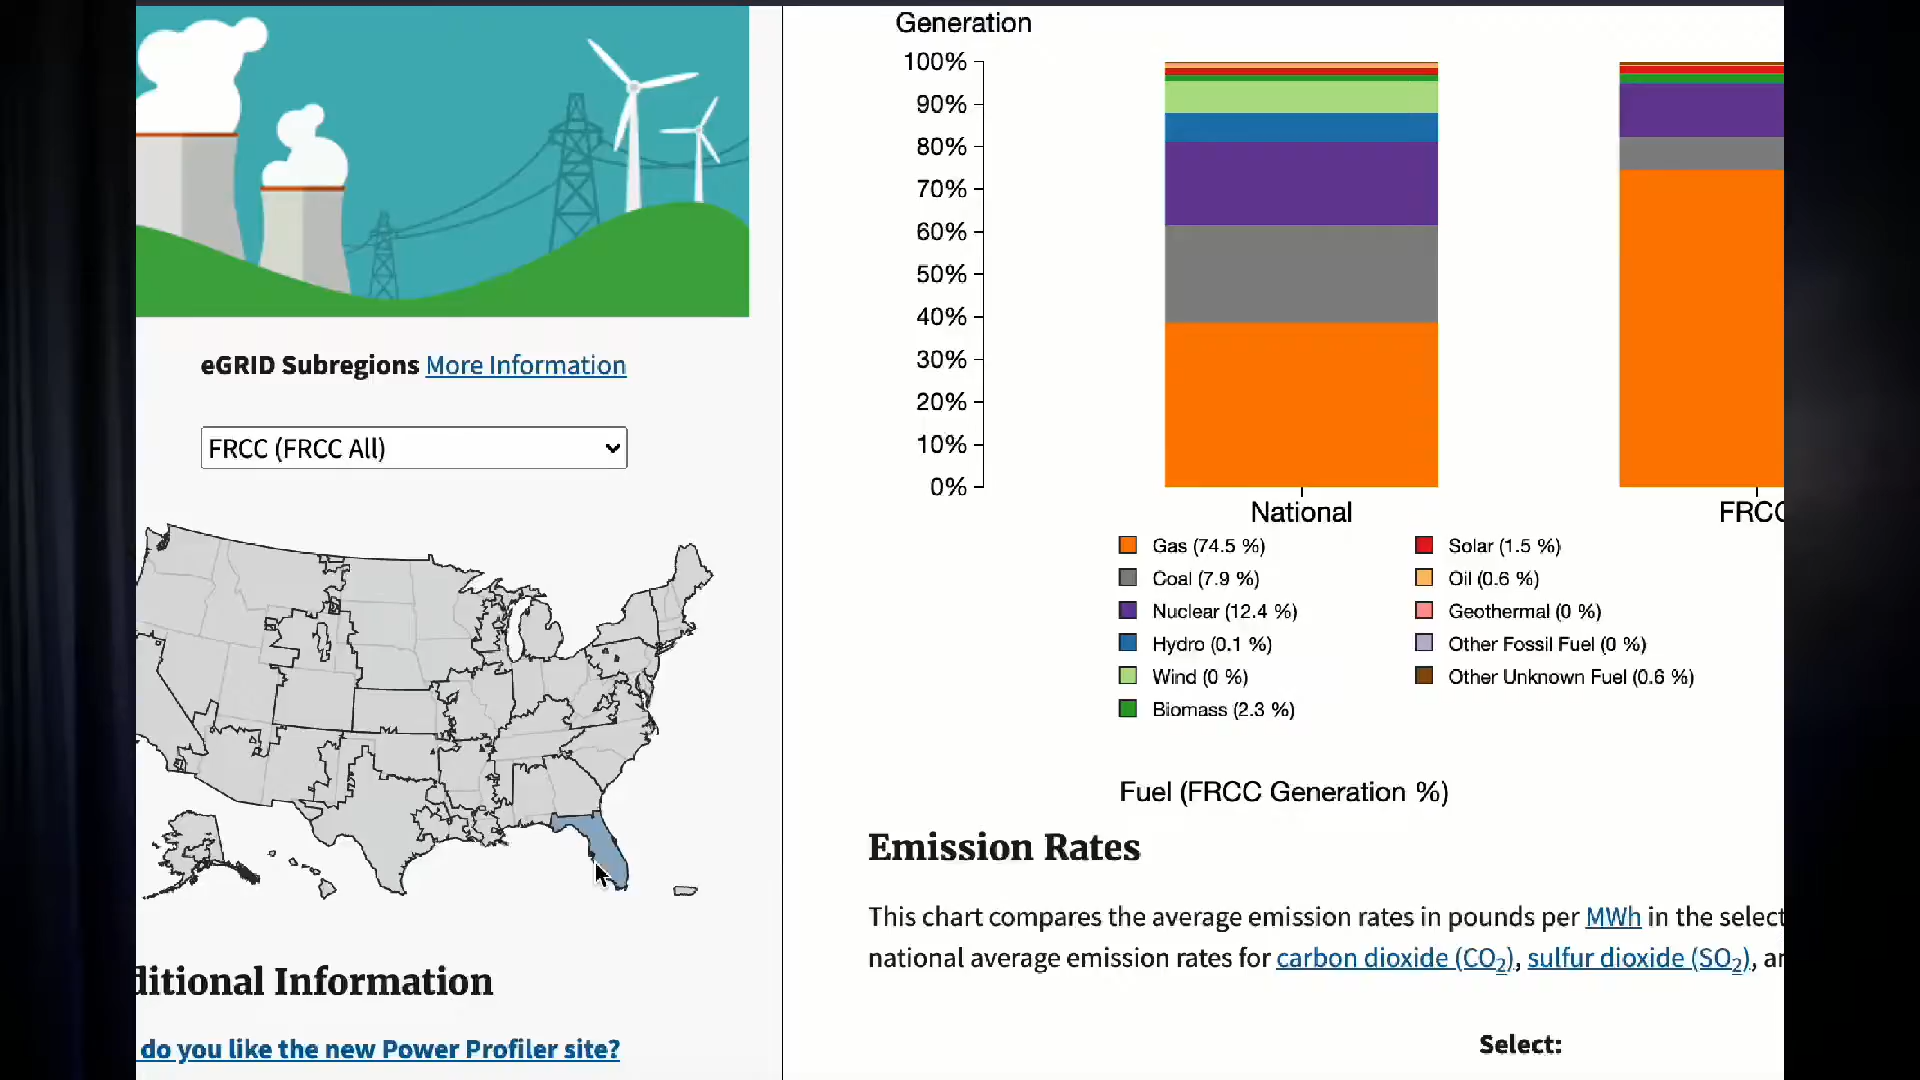 eGRID Subregions More Information
FRCC (FRCC All)
ditional Information
do you like the new Power Profiler site?
Generation
100%
90%
80%
70%
60%
50%
40%
30%
20%
10%
0%
National
FRCC
Gas (74.5 %)
Coal (7.9 %)
Nuclear (12.4 %)
Hydro (0.1 %)
Wind (0 %)
Biomass (2.3 %)
Solar (1.5 %)
Oil (0.6 %)
Geothermal (0 %)
Other Fossil Fuel (0 %)
Other Unknown Fuel (0.6 %)
Fuel (FRCC Generation %)
Emission Rates
This chart compares the average emission rates in pounds per MWh in the select
national average emission rates for carbon dioxide (CO₂), sulfur dioxide (SO₂), an
Select: